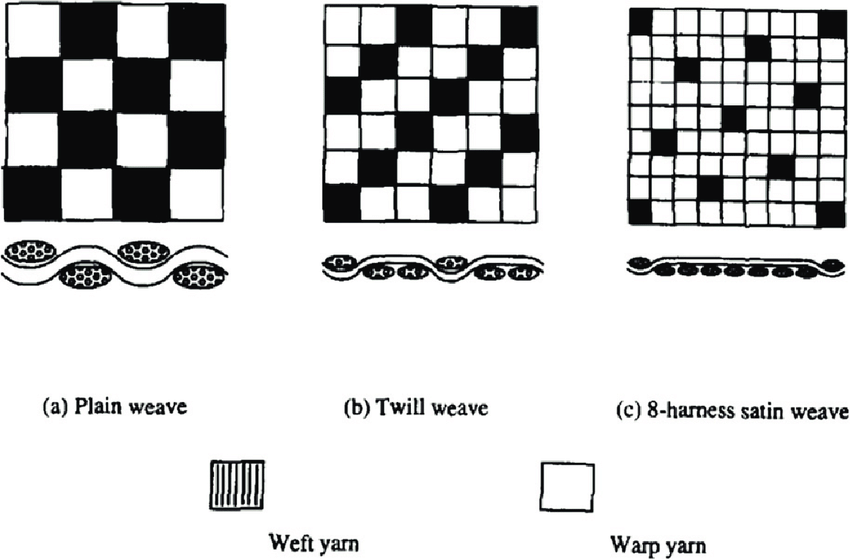 (a) Plain weave
(b) Twill weave
(c) 8-harness satin weave
Weft yarn
Warp yarn